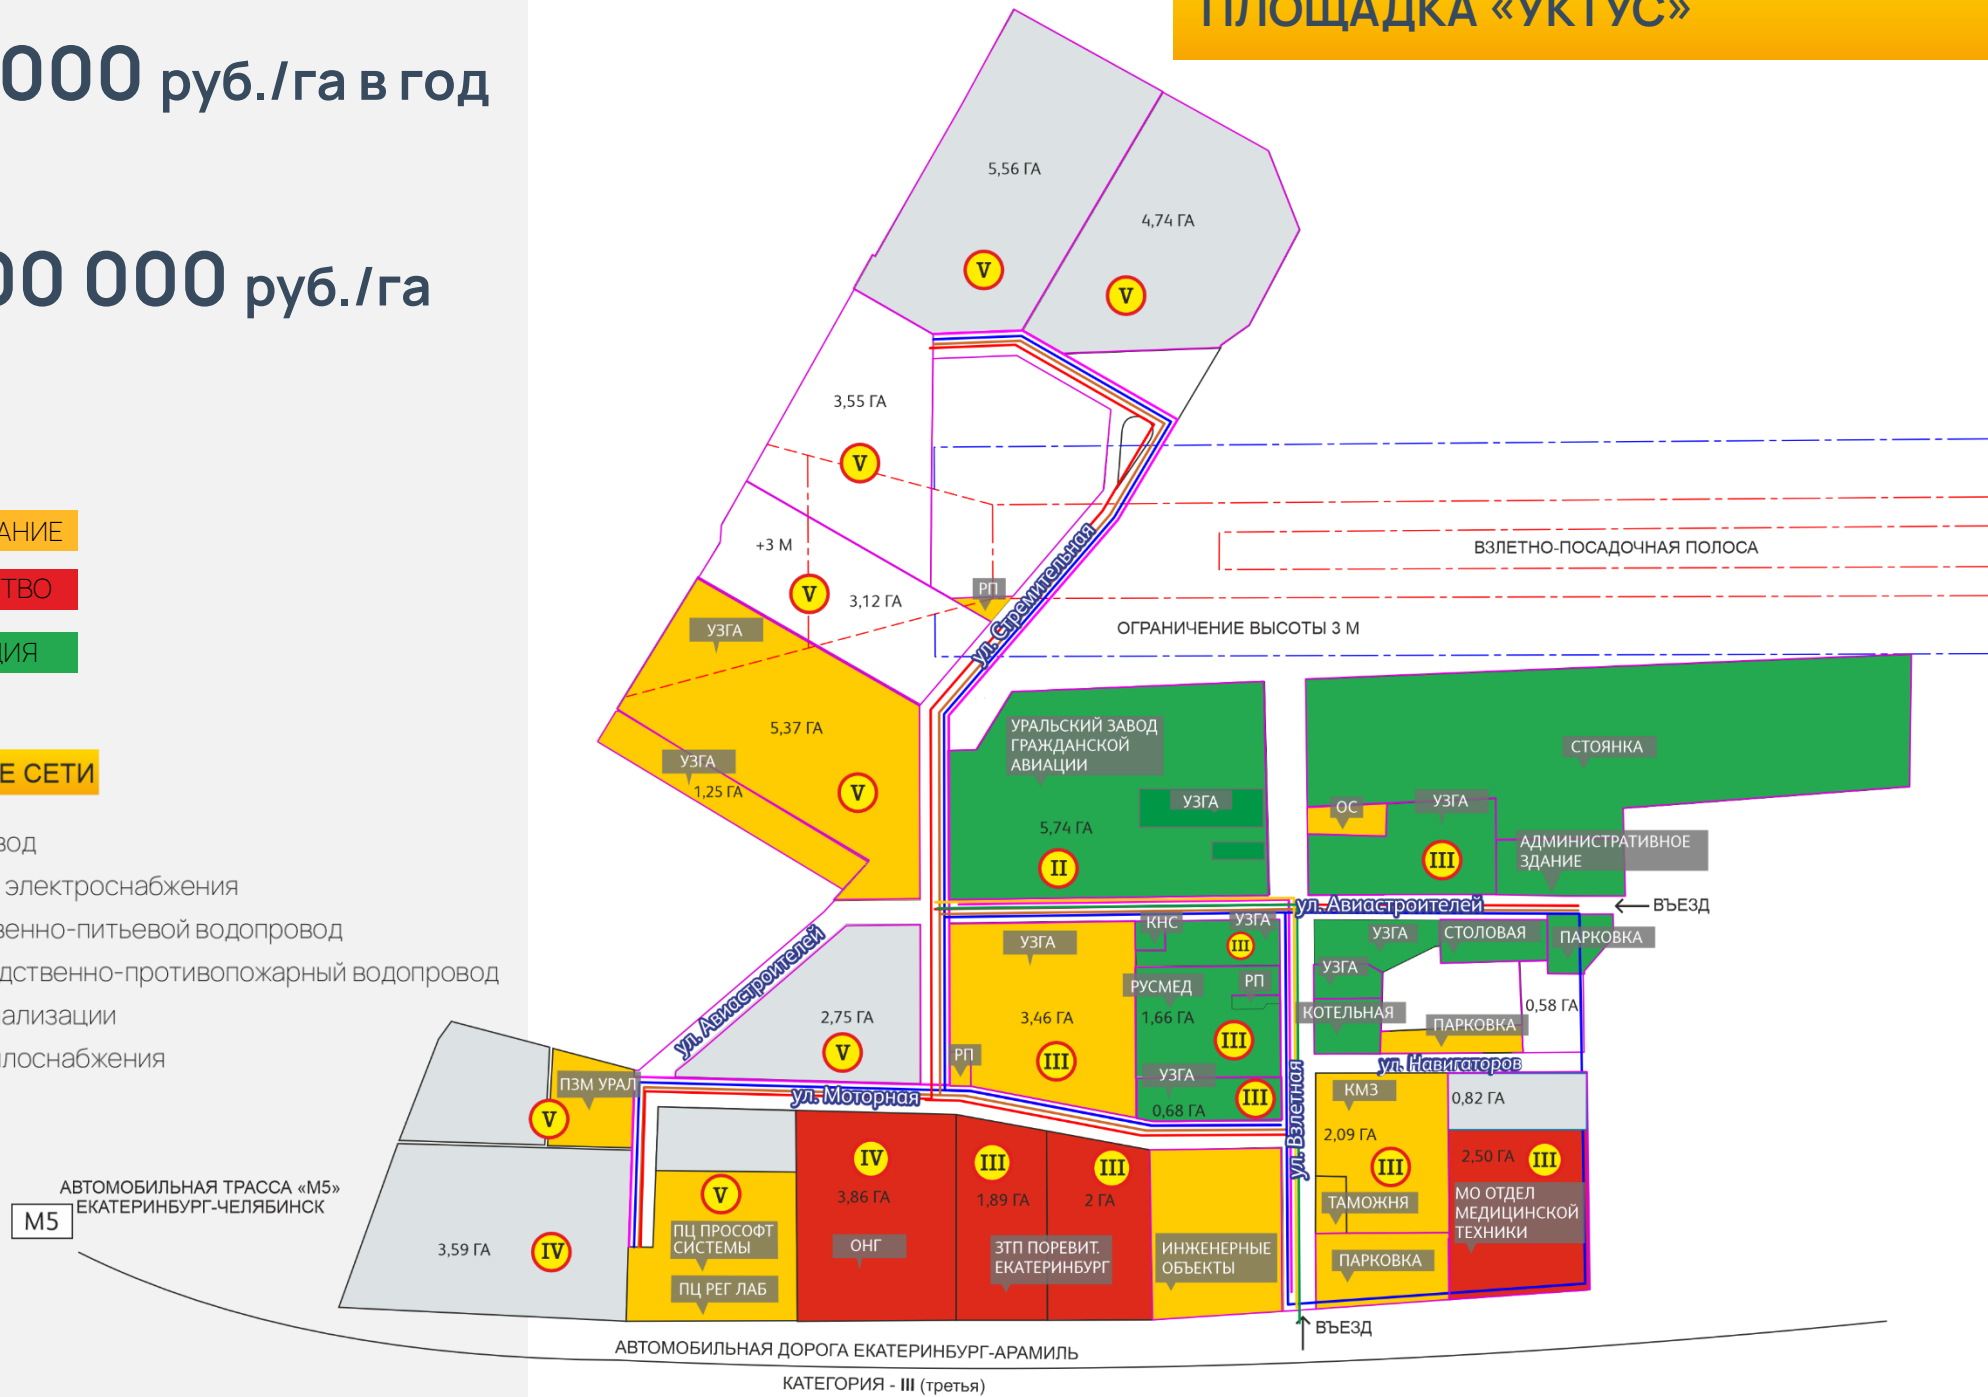 ПЛОЩАДКА «УКТУС»
000 руб./га в год
00 000 руб./га
АНИЕ
ТВО
ЦИЯ
Е СЕТИ
вод
электроснабжения
венно-питьевой водопровод
дственно-противопожарный водопровод
ализации
лоснабжения
5,56 ГА
V
4,74 ГА
V
3,55 ГА
V
+3 М
V
3,12 ГА
РП
ул. Стремительная
ВЗЛЕТНО-ПОСАДОЧНАЯ ПОЛОСА
ОГРАНИЧЕНИЕ ВЫСОТЫ 3 М
УЗГА
5,37 ГА
УЗГА
1,25 ГА
V
УРАЛЬСКИЙ ЗАВОД
ГРАЖДАНСКОЙ
АВИАЦИИ
УЗГА
5,74 ГА
II
СТОЯНКА
ОС
УЗГА
III
АДМИНИСТРАТИВНОЕ
ЗДАНИЕ
ул. Авиастроителей
ВЪЕЗД
ул. Авиастроителей
2,75 ГА
V
УЗГА
3,46 ГА
III
РП
КНС
УЗГА
III
РУСМЕД
РП
1,66 ГА
III
УЗГА
0,68 ГА
III
УЗГА
СТОЛОВАЯ
ПАРКОВКА
УЗГА
КОТЕЛЬНАЯ
ПАРКОВКА
0,58 ГА
ул. Навигаторов
ул. Взлетная
ул. Моторная
ПЗМ УРАЛ
V
3,59 ГА
IV
V
ПЦ ПРОСОФТ
СИСТЕМЫ
ПЦ РЕГ ЛАБ
IV
3,86 ГА
ОНГ
III
1,89 ГА
III
2 ГА
ЗТП ПОРЕВИТ.
ЕКАТЕРИНБУРГ
ИНЖЕНЕРНЫЕ
ОБЪЕКТЫ
КМЗ
2,09 ГА
III
ТАМОЖНЯ
ПАРКОВКА
0,82 ГА
2,50 ГА
III
МО ОТДЕЛ
МЕДИЦИНСКОЙ
ТЕХНИКИ
АВТОМОБИЛЬНАЯ ТРАССА «М5»
ЕКАТЕРИНБУРГ-ЧЕЛЯБИНСК
М5
ВЪЕЗД
АВТОМОБИЛЬНАЯ ДОРОГА ЕКАТЕРИНБУРГ-АРАМИЛЬ
КАТЕГОРИЯ - III (третья)